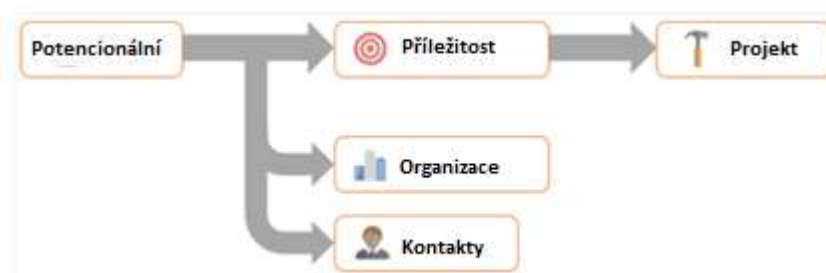 Potencionální
Příležitost
Projekt
Organizace
Kontakty